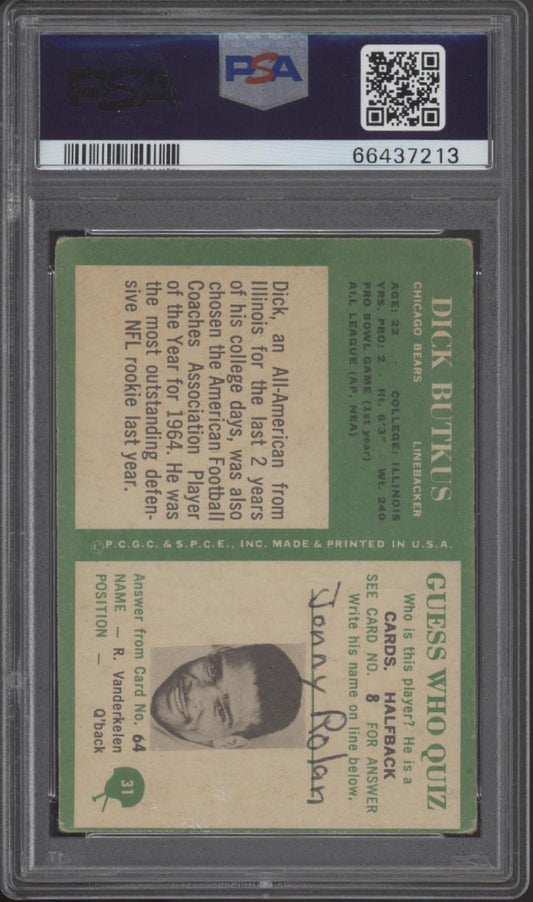 PSA
PSA
66437213
DICK BUTKUS
CHICAGO BEARS LINEBACKER
AGE: 22 COLLEGE: ILLINOIS
YRS. PRO: 2 - Ht. 6'3" - Wt. 240
PRO BOWL GAME (1st year)
ALL LEAGUE (AP, NEA)
Dick, an All-American from
Illinois for the last 2 years
of his college days, was also
chosen the American Football
Coaches Association Player
of the Year for 1964. He was
the most outstanding defen-
sive NFL rookie last year.
©P.C.G.C. & S.P.C.E., INC. MADE & PRINTED IN U.S.A.
GUESS WHO QUIZ
Who is this player? He is a
CARDS. HALFBACK
SEE CARD NO. 8 FOR ANSWER
Write his name on line below.
Jonny Rolan
Answer from Card No. 64
NAME — R. Vanderkelen
POSITION — Q'back
31
PSA